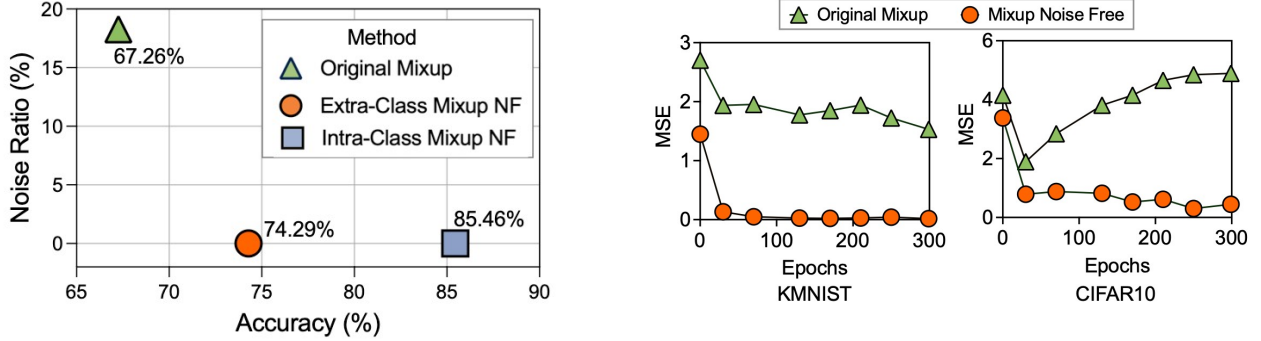 20
15
10
5
0
Noise Ratio (%)
67.26%
74.29%
85.46%
Method
Original Mixup
Extra-Class Mixup NF
Intra-Class Mixup NF
65 70 75 80 85 90
Accuracy (%)
Original Mixup Mixup Noise Free
3
2
1
0
MSE
0 100 200 300
Epochs
KMNIST
6
4
2
0
MSE
0 100 200 300
Epochs
CIFAR10